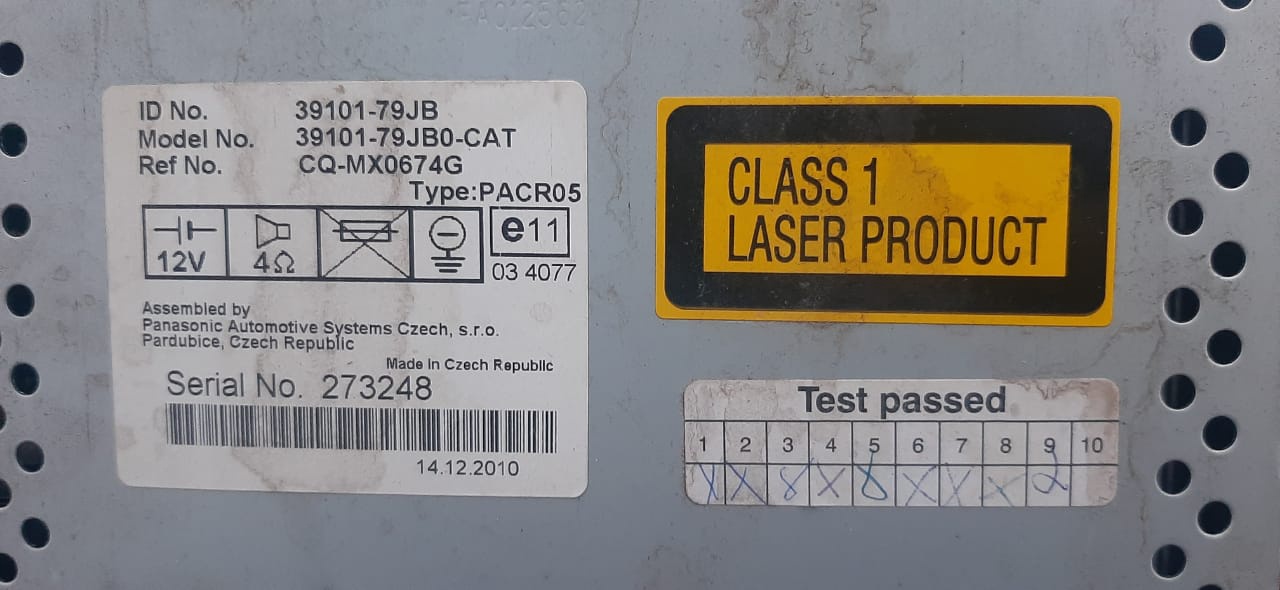 ID No. 39101-79JB
Model No. 39101-79JB0-CAT
Ref No. CQ-MX0674G
Type:PACR05
12V 4Ω e11
03 4077
Assembled by
Panasonic Automotive Systems Czech, s.r.o.
Pardubice, Czech Republic
Made in Czech Republic
Serial No. 273248
14.12.2010
CLASS 1
LASER PRODUCT
Test passed
1 2 3 4 5 6 7 8 9 10